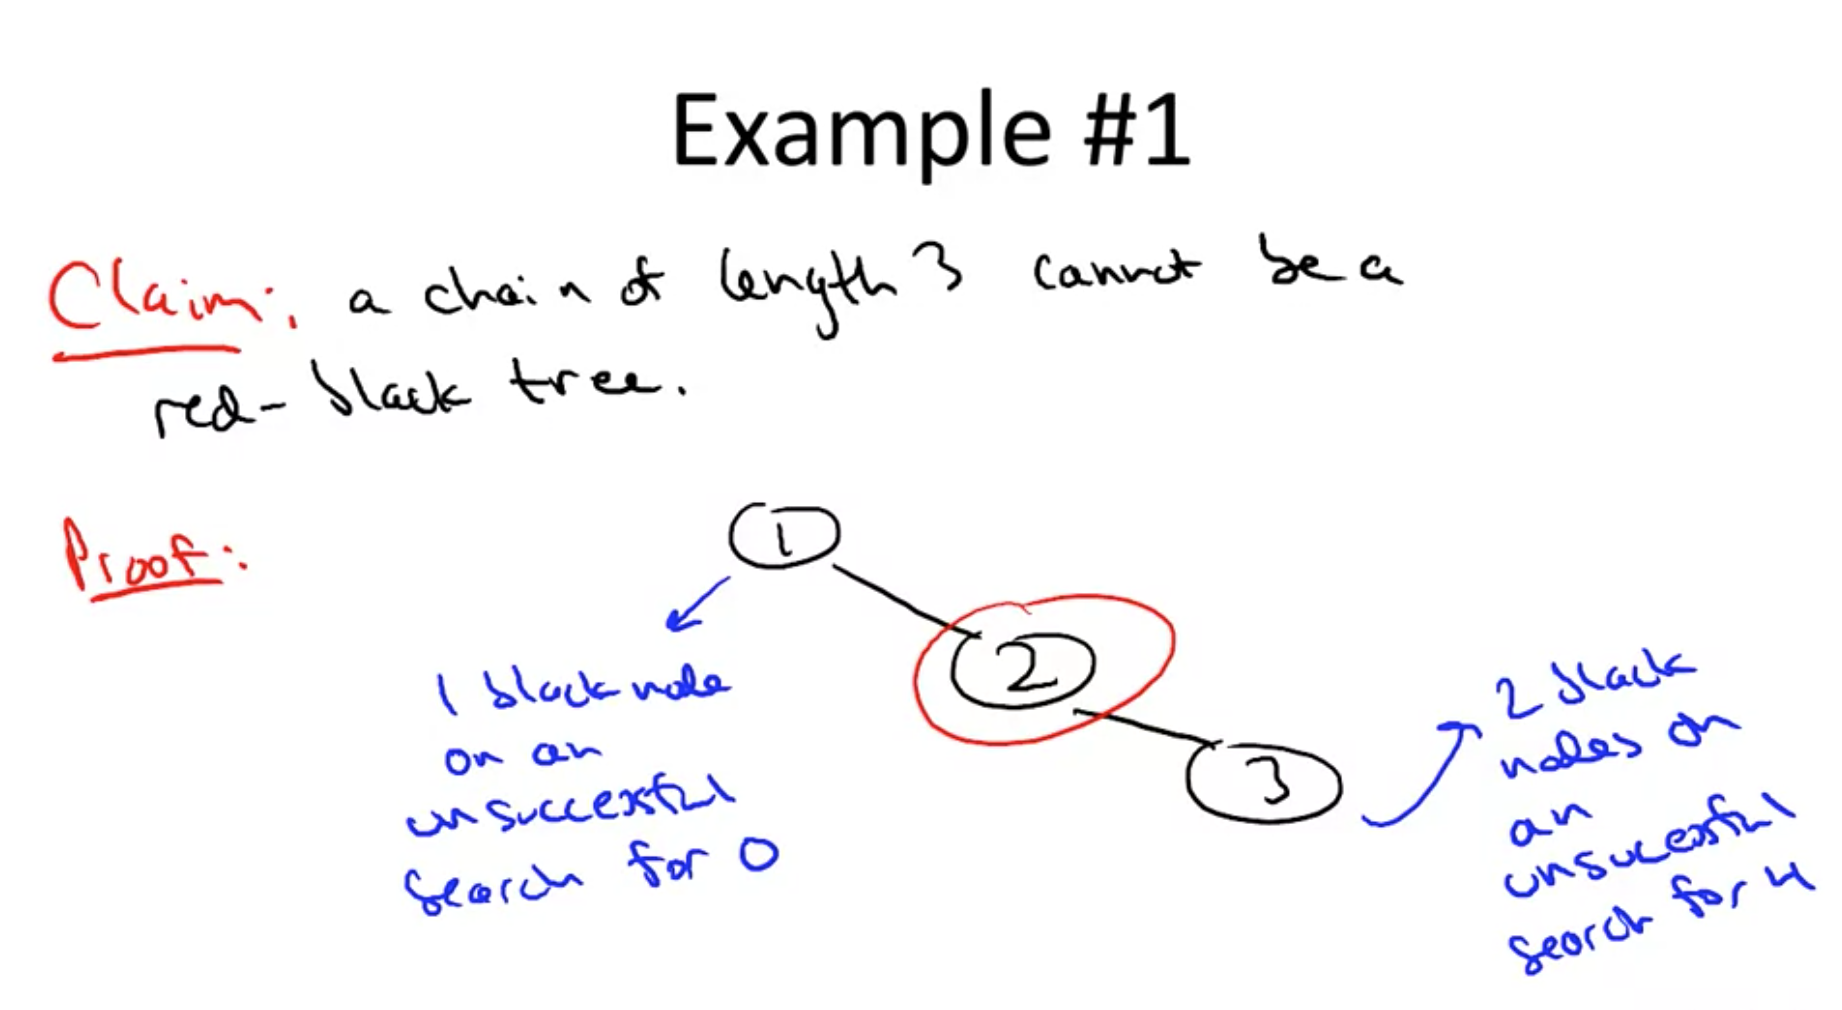 Example #1
Claim: a chain of length 3 cannot be a
red-black tree.
Proof:
1
2
3
1 black node
on an
unsuccessful
search for 0
2 black
nodes on
an
unsuccessful
search for 4